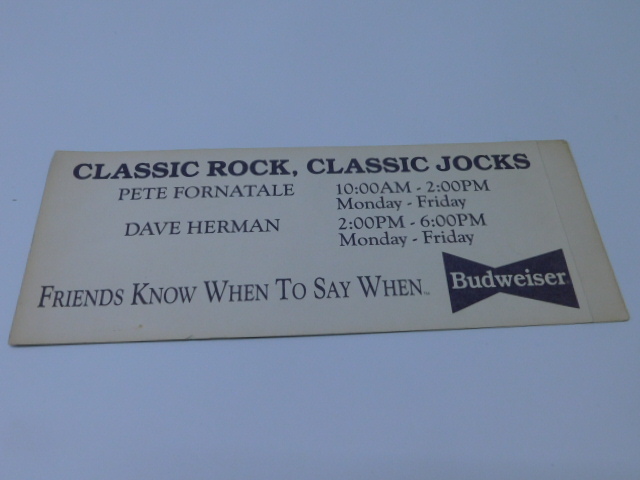 CLASSIC ROCK, CLASSIC JOCKS
PETE FORNATALE 10:00AM - 2:00PM
Monday - Friday
DAVE HERMAN 2:00PM - 6:00PM
Monday - Friday
FRIENDS KNOW WHEN TO SAY WHEN.™
Budweiser